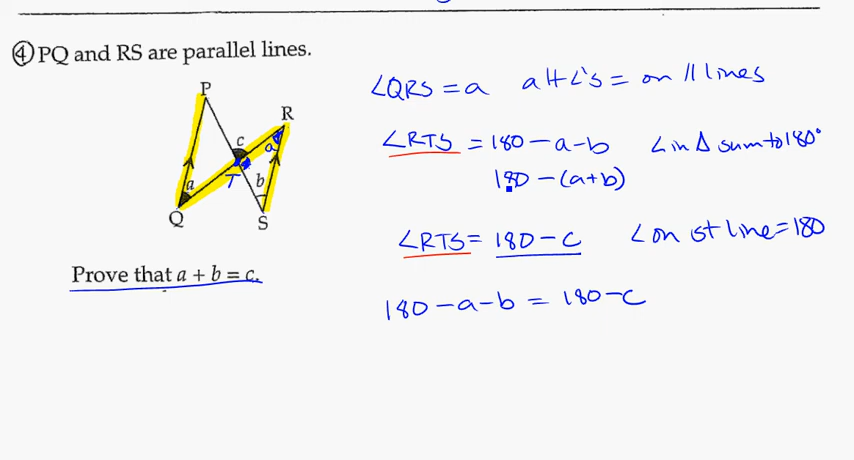 ④ PQ and RS are parallel lines.
P
R
c
a
a
T
b
Q
S
Prove that a + b = c.
∠QRS = a alt ∠'s = on // lines
∠RTS = 180 - a - b ∠ in Δ sum to 180°
180 - (a+b)
∠RTS = 180 - c ∠ on st line = 180
180 - a - b = 180 - c